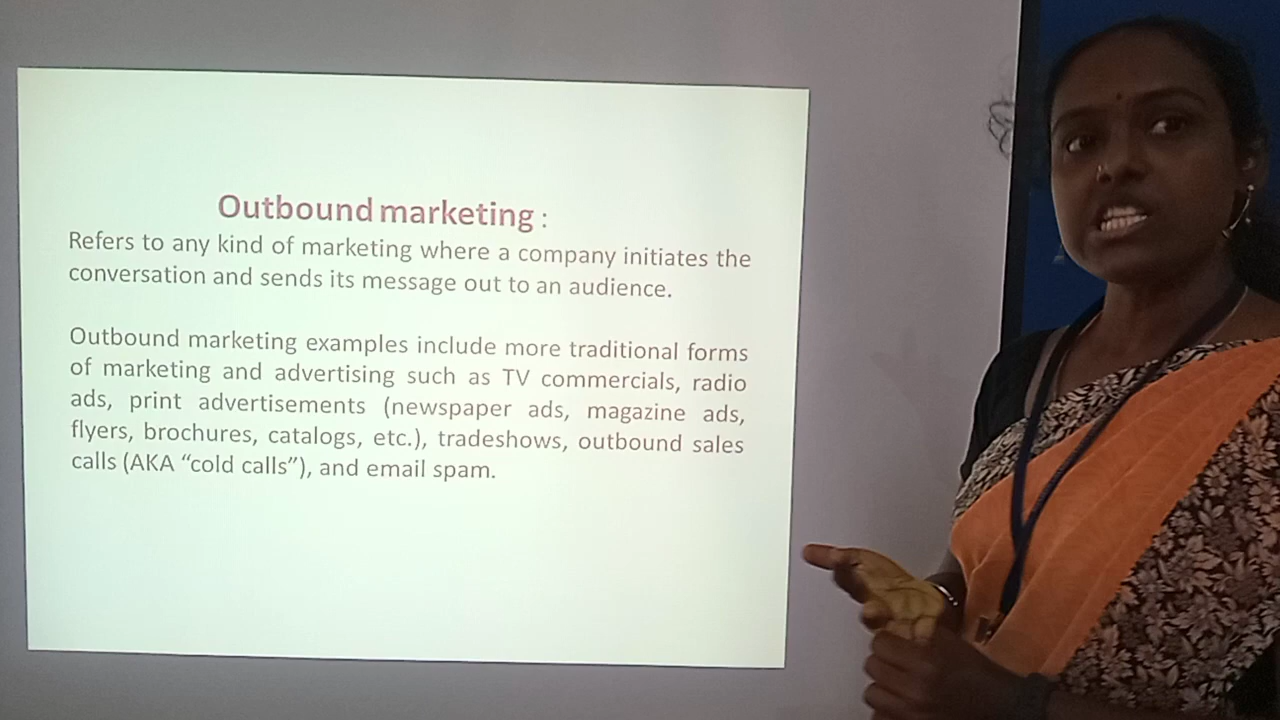 Outbound marketing :
Refers to any kind of marketing where a company initiates the
conversation and sends its message out to an audience.
Outbound marketing examples include more traditional forms
of marketing and advertising such as TV commercials, radio
ads, print advertisements (newspaper ads, magazine ads,
flyers, brochures, catalogs, etc.), tradeshows, outbound sales
calls (AKA “cold calls”), and email spam.